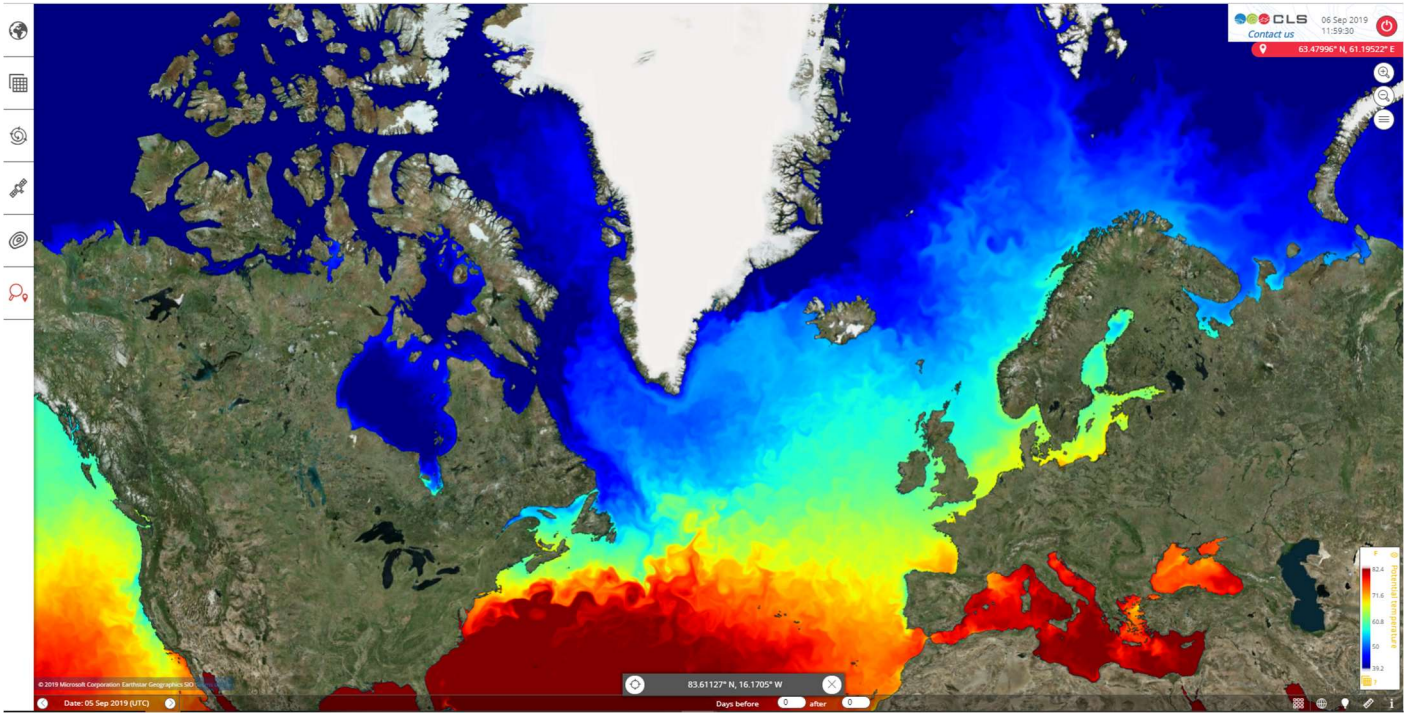 CLS
Contact us
06 Sep 2019
11:59:30
63.47996° N, 61.19522° E
F
82.4
71.6
60.8
50
39.2
Potential temperature
?
© 2019 Microsoft Corporation Earthstar Geographics SIO
83.61127° N, 16.1705° W
Date: 05 Sep 2019 (UTC)
Days before 0 after 0